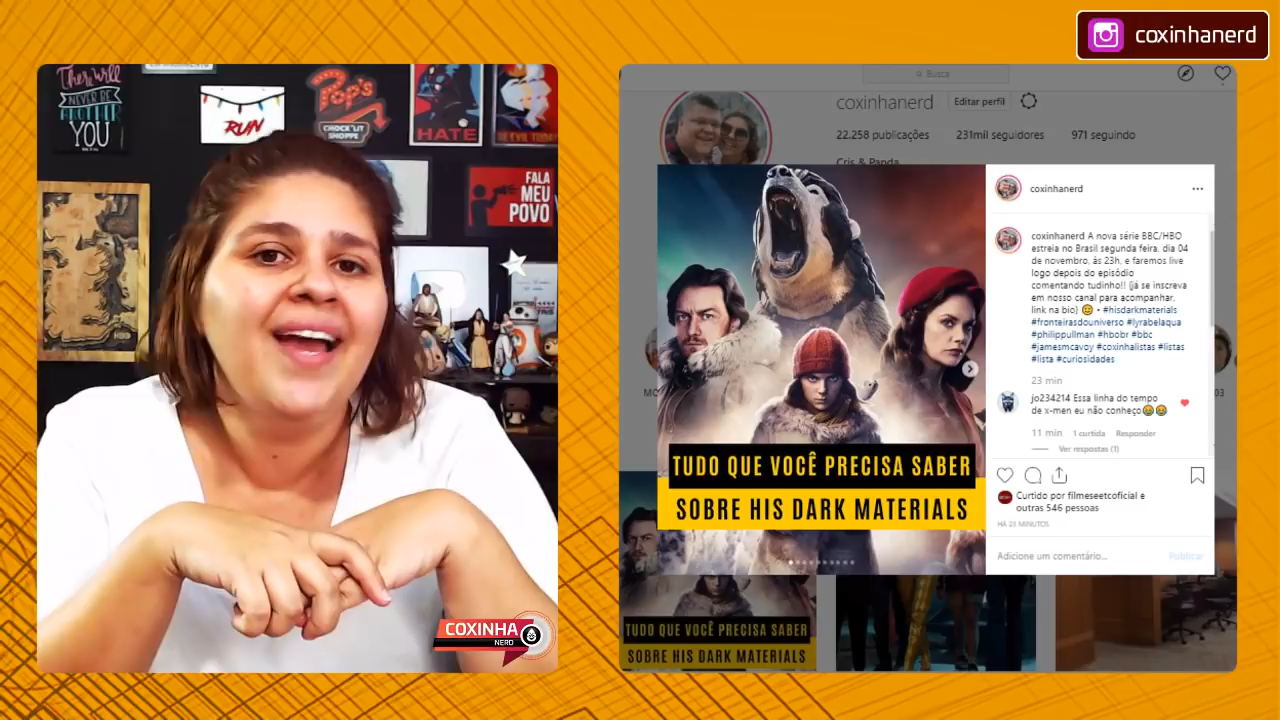 coxinhanerd
There will
NEVER BE
ANOTHER
YOU
RUN
POP'S
CHOCK'LIT
SHOPPE
HATE
FALA
MEU
POVO
HBO
COXINHA
NERD
Busca
coxinhanerd
Editar perfil
22.258 publicações
231mil seguidores
971 seguindo
Cris & Panda
coxinhanerd
coxinhanerd A nova série BBC/HBO
estreia no Brasil segunda feira, dia 04
de novembro, às 23h, e faremos live
logo depois do episódio
comentando tudinho!! (já se inscreva
em nosso canal para acompanhar,
link na bio) 😊 • #hisdarkmaterials
#fronteirasdouniverso #lyrabelaqua
#philippullman #hbobr #bbc
#jamesmcavoy #coxinhalistas #listas
#lista #curiosidades
23 min
jo234214 Essa linha do tempo
de x-men eu não conheço😂😂
11 min 1 curtida Responder
Ver respostas (1)
Curtido por filmeseetcoficial e
outras 546 pessoas
HÁ 23 MINUTOS
Adicione um comentário...
Publicar
TUDO QUE VOCÊ PRECISA SABER
SOBRE HIS DARK MATERIALS
TUDO QUE VOCÊ PRECISA SABER
SOBRE HIS DARK MATERIALS